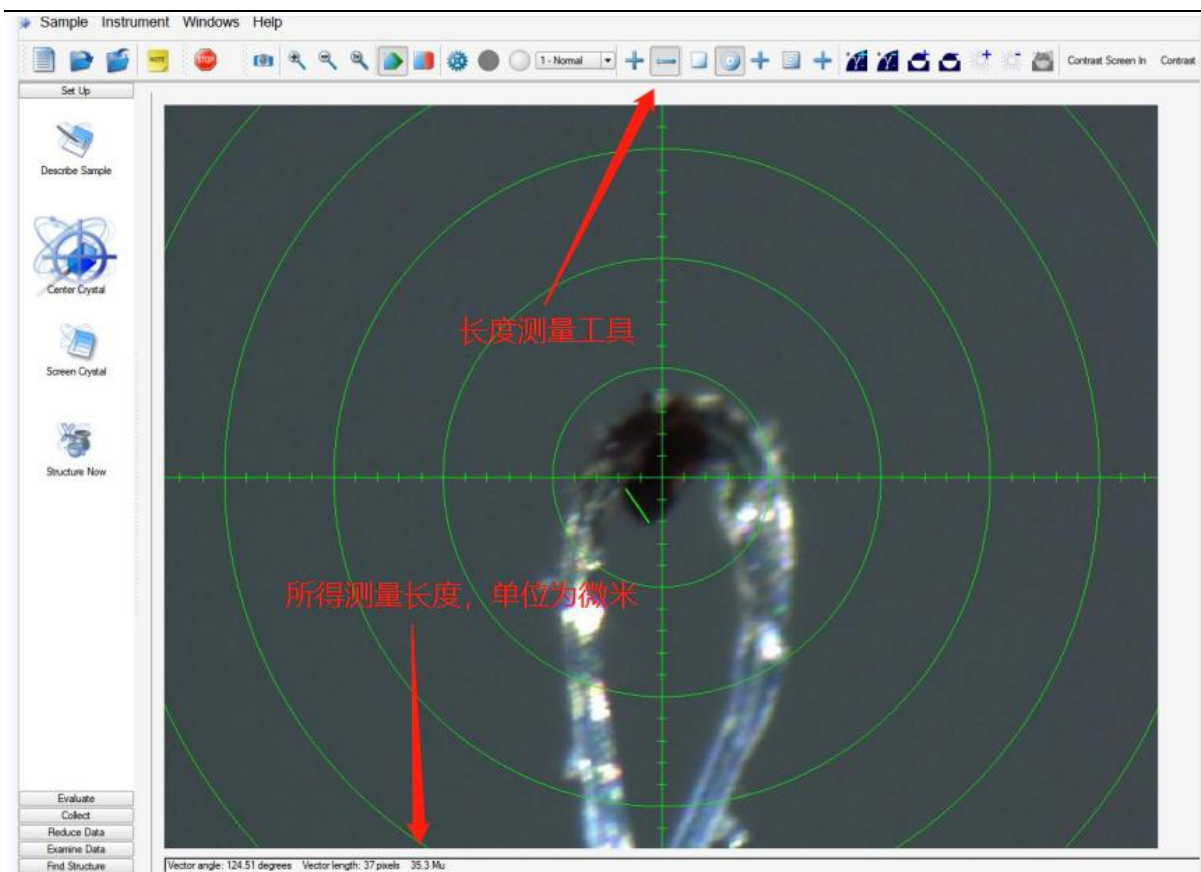 Sample Instrument Windows Help
NOTE STOP 1 - Normal Contrast Screen In Contrast
Set Up
Describe Sample
Center Crystal
Screen Crystal
Structure Now
长度测量工具
所得测量长度，单位为微米
Evaluate
Collect
Reduce Data
Examine Data
Find Structure
Vector angle: 124.51 degrees Vector length: 37 pixels 35.3 Mu